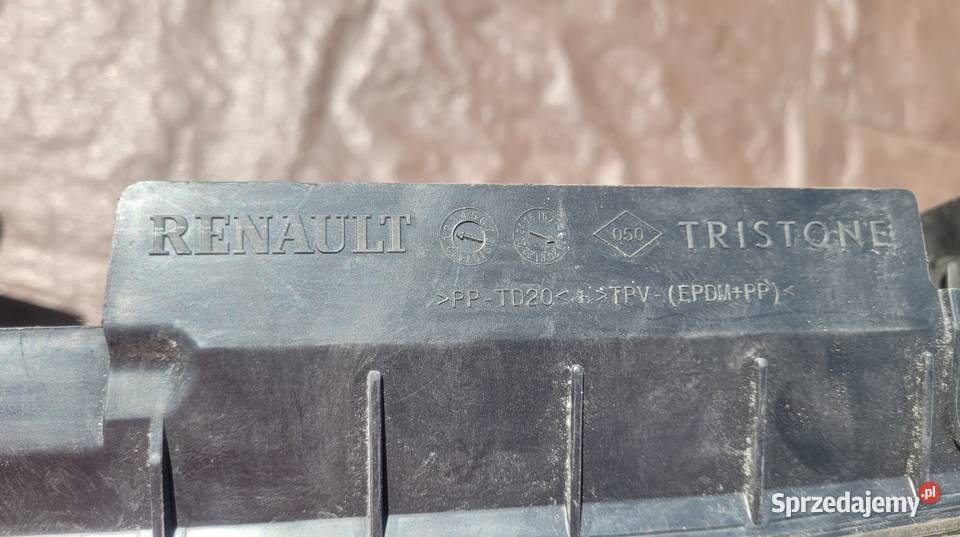 RENAULT 050 TRISTONE
>PP-TD20< + >TPV-(EPDM+PP)<
Sprzedajemy.pl